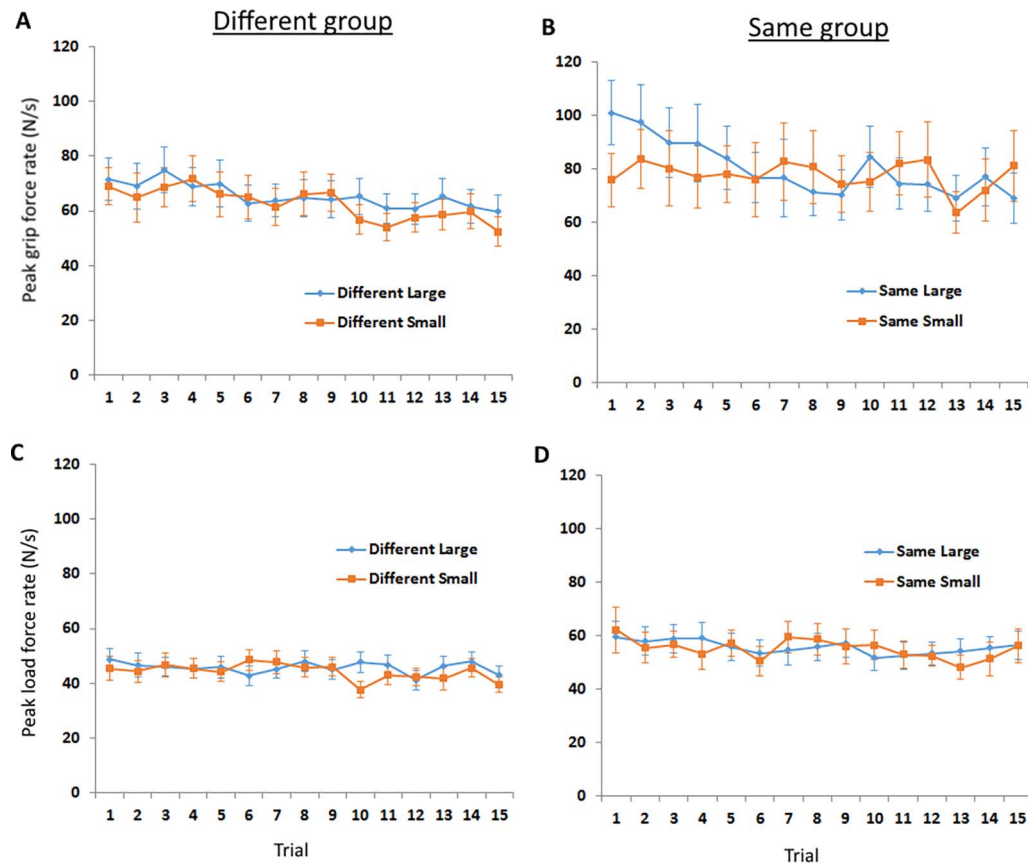 A
Different group
B
Same group
Peak grip force rate (N/s)
120
100
80
60
40
20
0
Different Large
Different Small
1 2 3 4 5 6 7 8 9 10 11 12 13 14 15
120
100
80
60
40
20
0
Same Large
Same Small
1 2 3 4 5 6 7 8 9 10 11 12 13 14 15
C
Peak load force rate (N/s)
120
100
80
60
40
20
0
Different Large
Different Small
1 2 3 4 5 6 7 8 9 10 11 12 13 14 15
Trial
D
120
100
80
60
40
20
0
Same Large
Same Small
1 2 3 4 5 6 7 8 9 10 11 12 13 14 15
Trial